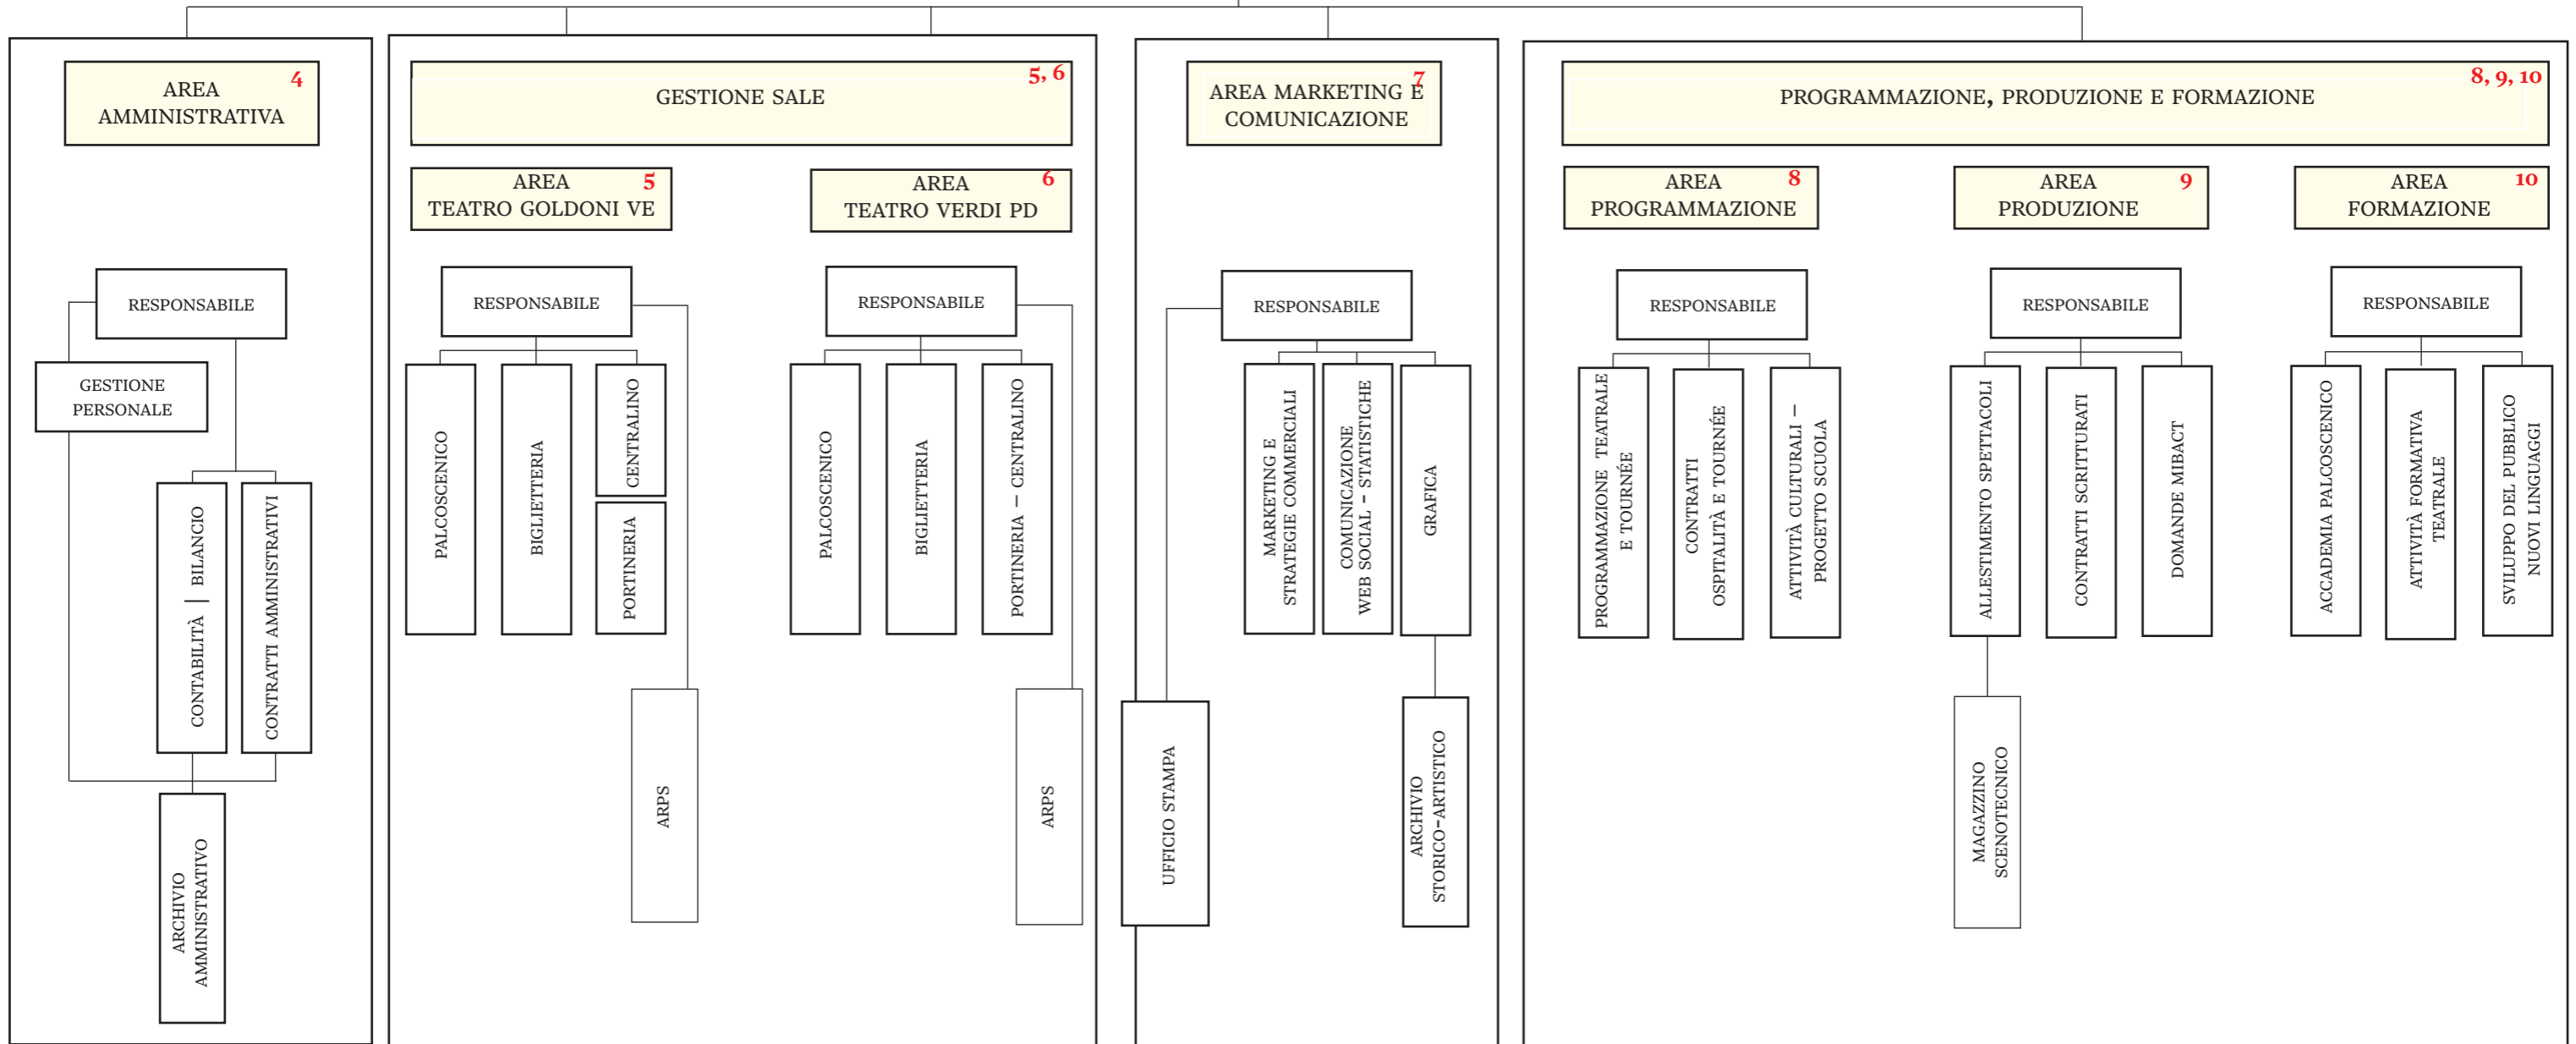 AREA
AMMINISTRATIVA
4
RESPONSABILE
GESTIONE
PERSONALE
CONTABILITÀ | BILANCIO
CONTRATTI AMMINISTRATIVI
ARCHIVIO
AMMINISTRATIVO
GESTIONE SALE
5, 6
AREA
TEATRO GOLDONI VE
5
RESPONSABILE
PALCOSCENICO
BIGLIETTERIA
CENTRALINO
PORTINERIA
ARPS
AREA
TEATRO VERDI PD
6
RESPONSABILE
PALCOSCENICO
BIGLIETTERIA
PORTINERIA – CENTRALINO
ARPS
AREA MARKETING E
COMUNICAZIONE
7
RESPONSABILE
MARKETING E
STRATEGIE COMMERCIALI
COMUNICAZIONE
WEB SOCIAL - STATISTICHE
GRAFICA
UFFICIO STAMPA
ARCHIVIO
STORICO-ARTISTICO
PROGRAMMAZIONE, PRODUZIONE E FORMAZIONE
8, 9, 10
AREA
PROGRAMMAZIONE
8
RESPONSABILE
PROGRAMMAZIONE TEATRALE
E TOURNÉE
CONTRATTI
OSPITALITÀ E TOURNÉE
ATTIVITÀ CULTURALI –
PROGETTO SCUOLA
AREA
PRODUZIONE
9
RESPONSABILE
ALLESTIMENTO SPETTACOLI
CONTRATTI SCRITTURATI
DOMANDE MIBACT
MAGAZZINO
SCENOTECNICO
AREA
FORMAZIONE
10
RESPONSABILE
ACCADEMIA PALCOSCENICO
ATTIVITÀ FORMATIVA
TEATRALE
SVILUPPO DEL PUBBLICO
NUOVI LINGUAGGI